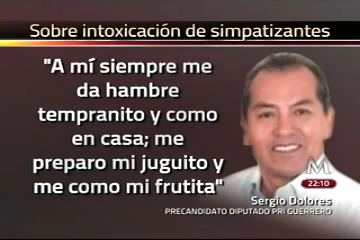 Sobre intoxicación de simpatizantes
"A mí siempre me
da hambre
tempranito y como
en casa; me
preparo mi juguito y
me como mi frutita"
M
22:10
Sergio Dolores
PRECANDIDATO DIPUTADO PRI GUERRERO